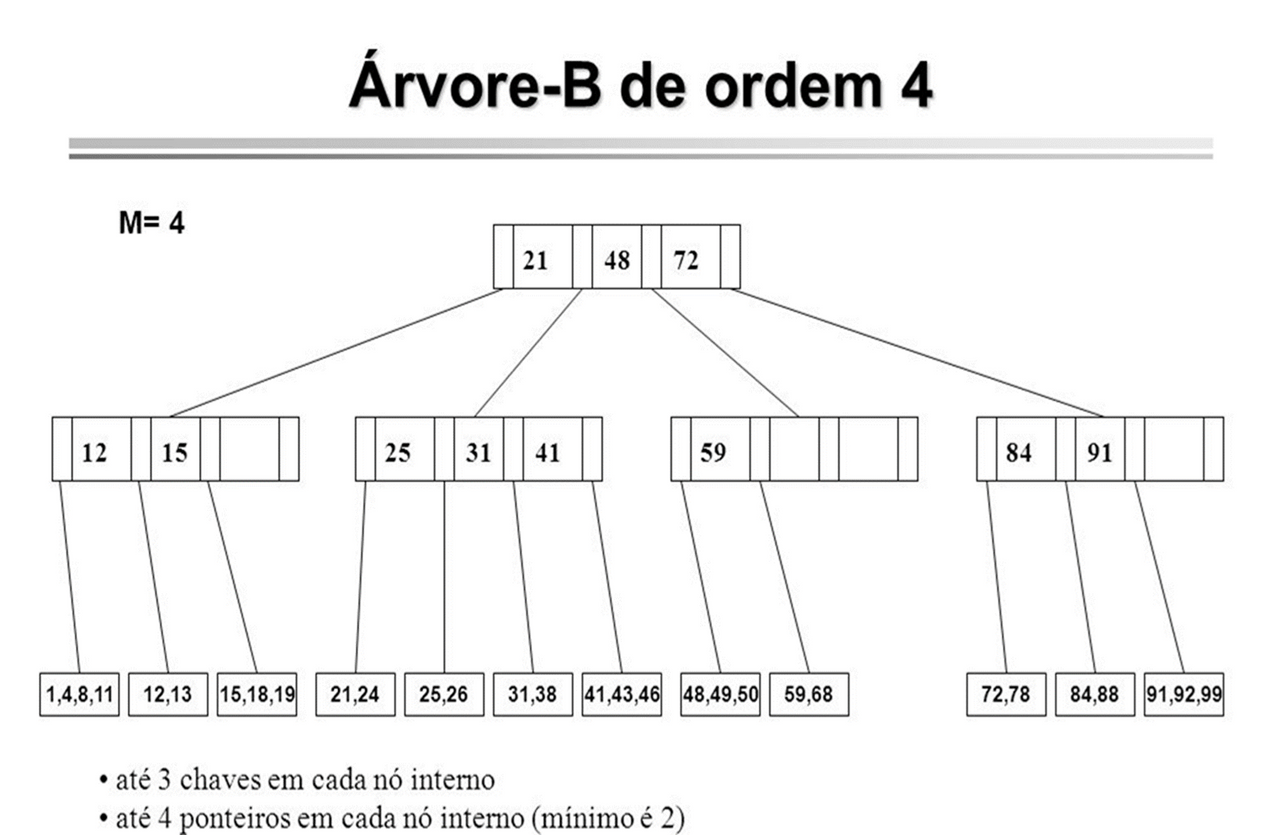 Árvore-B de ordem 4
M= 4
21 48 72
12 15 25 31 41 59 84 91
1,4,8,11 12,13 15,18,19 21,24 25,26 31,38 41,43,46 48,49,50 59,68 72,78 84,88 91,92,99
• até 3 chaves em cada nó interno
• até 4 ponteiros em cada nó interno (mínimo é 2)